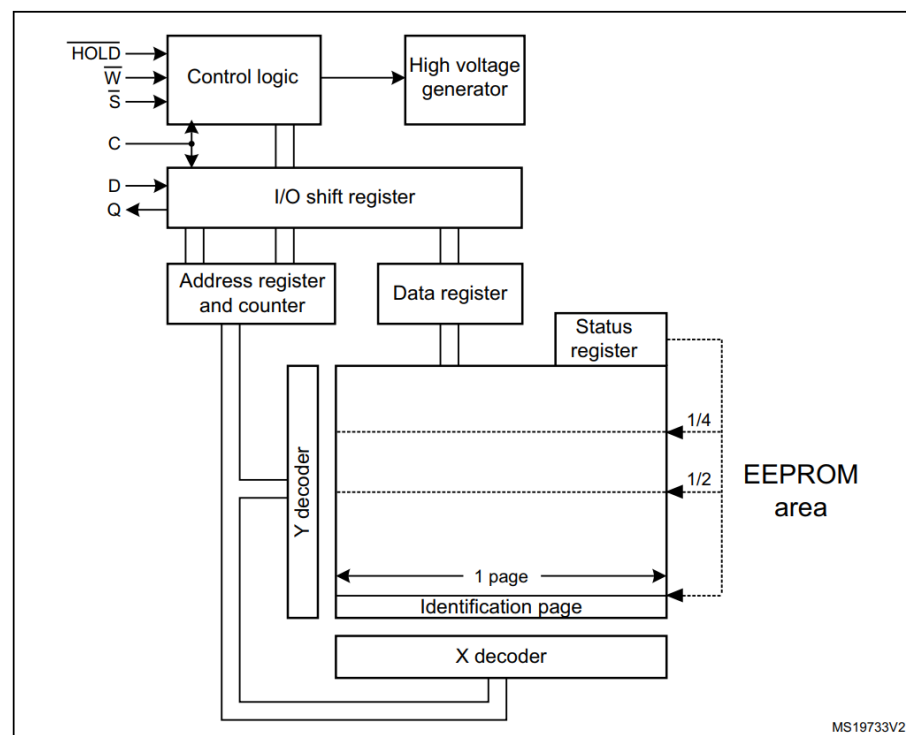 H̅O̅L̅D̅
W̅
S̅
C
D
Q
Control logic
High voltage
generator
I/O shift register
Address register
and counter
Data register
Status
register
Y decoder
1/4
1/2
EEPROM
area
1 page
Identification page
X decoder
MS19733V2